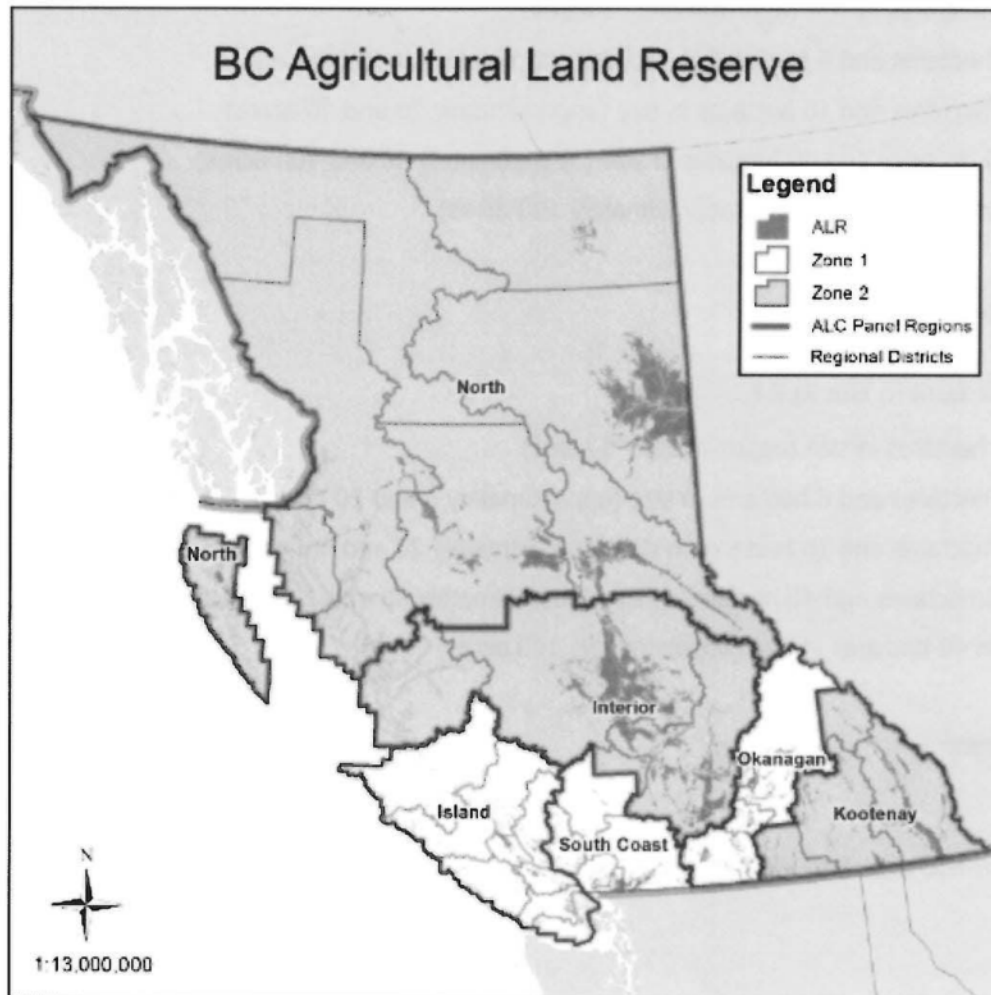 BC Agricultural Land Reserve
Legend
ALR
Zone 1
Zone 2
ALC Panel Regions
Regional Districts
North
North
Interior
Okanagan
Island
Kootenay
South Coast
N
1:13,000,000